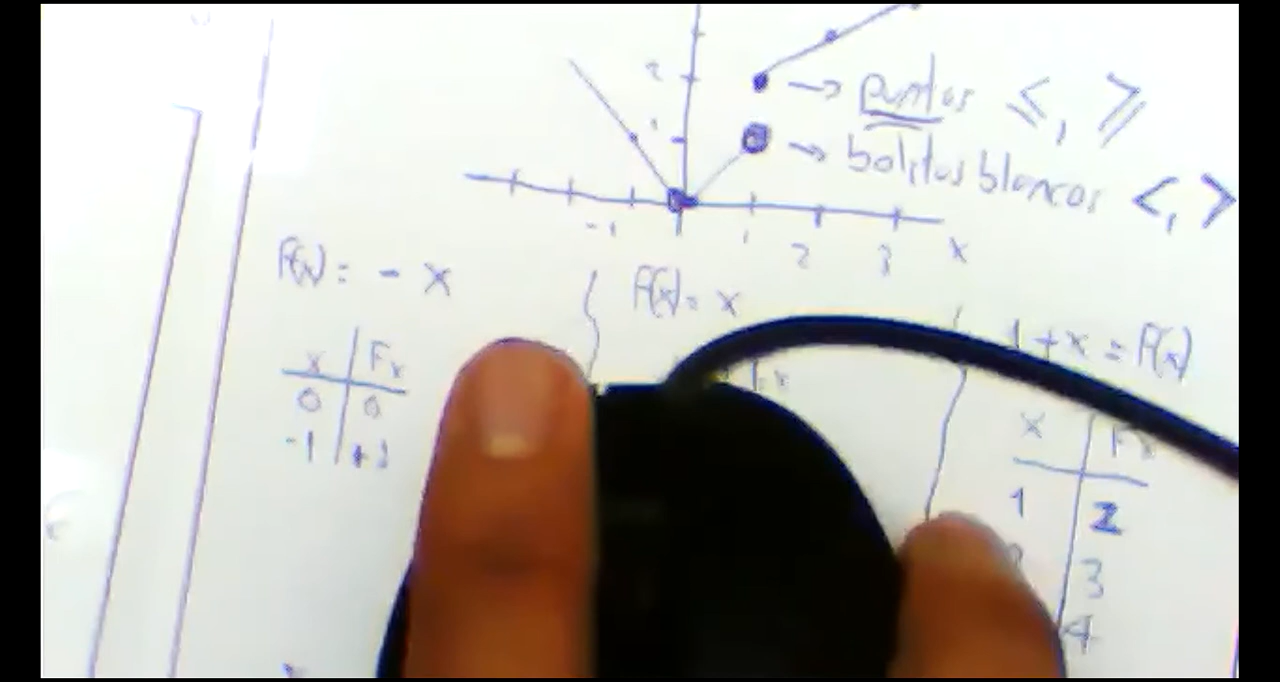 2 → puntos ≤, ≥
1 → bolitas blancas <, >
-1 1 2 3 x
F(x) = - x
F(x) = x
1 + x = F(x)
x Fx
0 0
-1 +1
x Fx
1 2
3
4